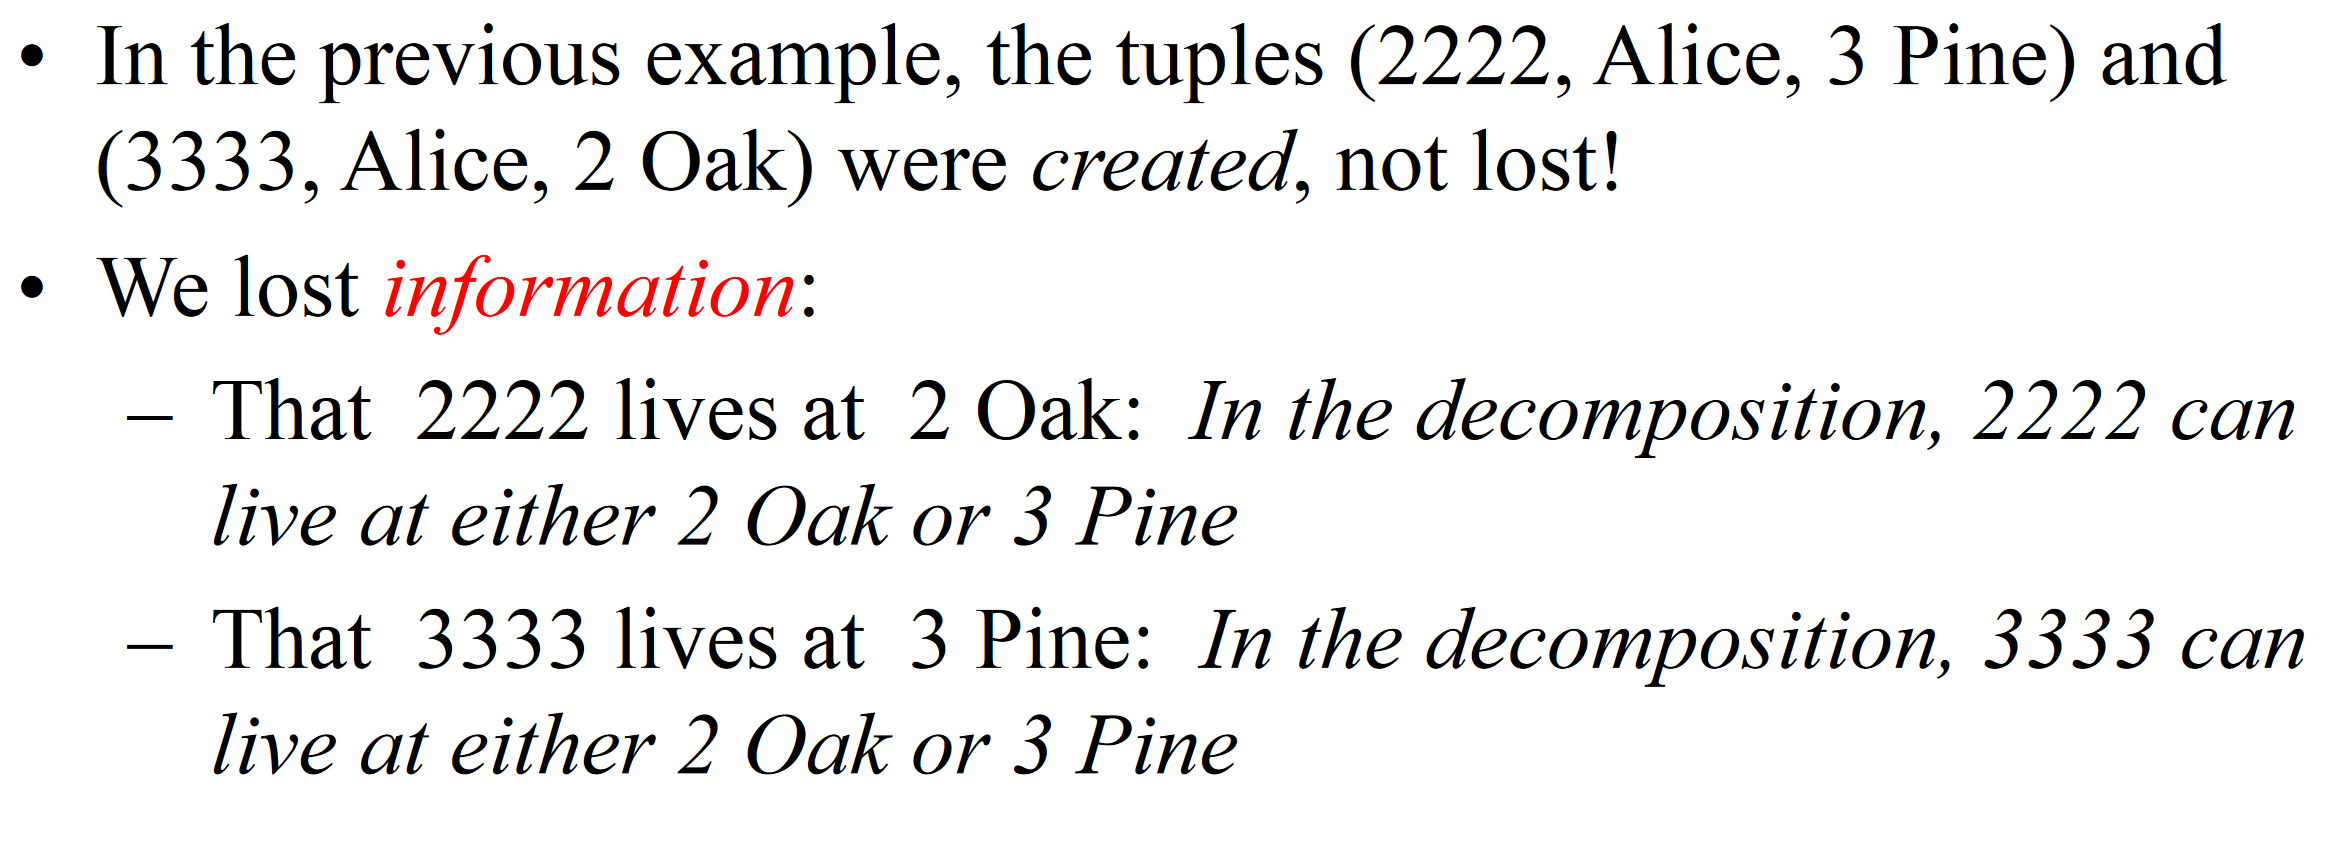 • In the previous example, the tuples (2222, Alice, 3 Pine) and
(3333, Alice, 2 Oak) were created, not lost!
• We lost information:
– That 2222 lives at 2 Oak: In the decomposition, 2222 can
live at either 2 Oak or 3 Pine
– That 3333 lives at 3 Pine: In the decomposition, 3333 can
live at either 2 Oak or 3 Pine